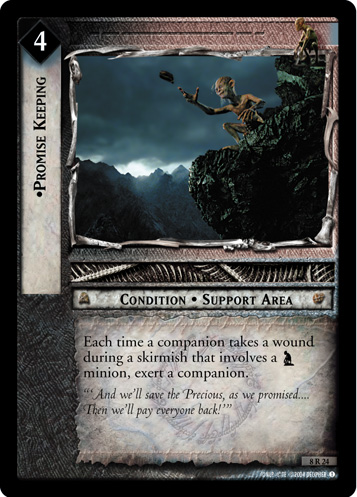 4
•Promise Keeping
Condition • Support Area
Each time a companion takes a wound
during a skirmish that involves a
minion, exert a companion.
“‘And we’ll save the Precious, as we promised....
Then we’ll pay everyone back!’”
8 R 24